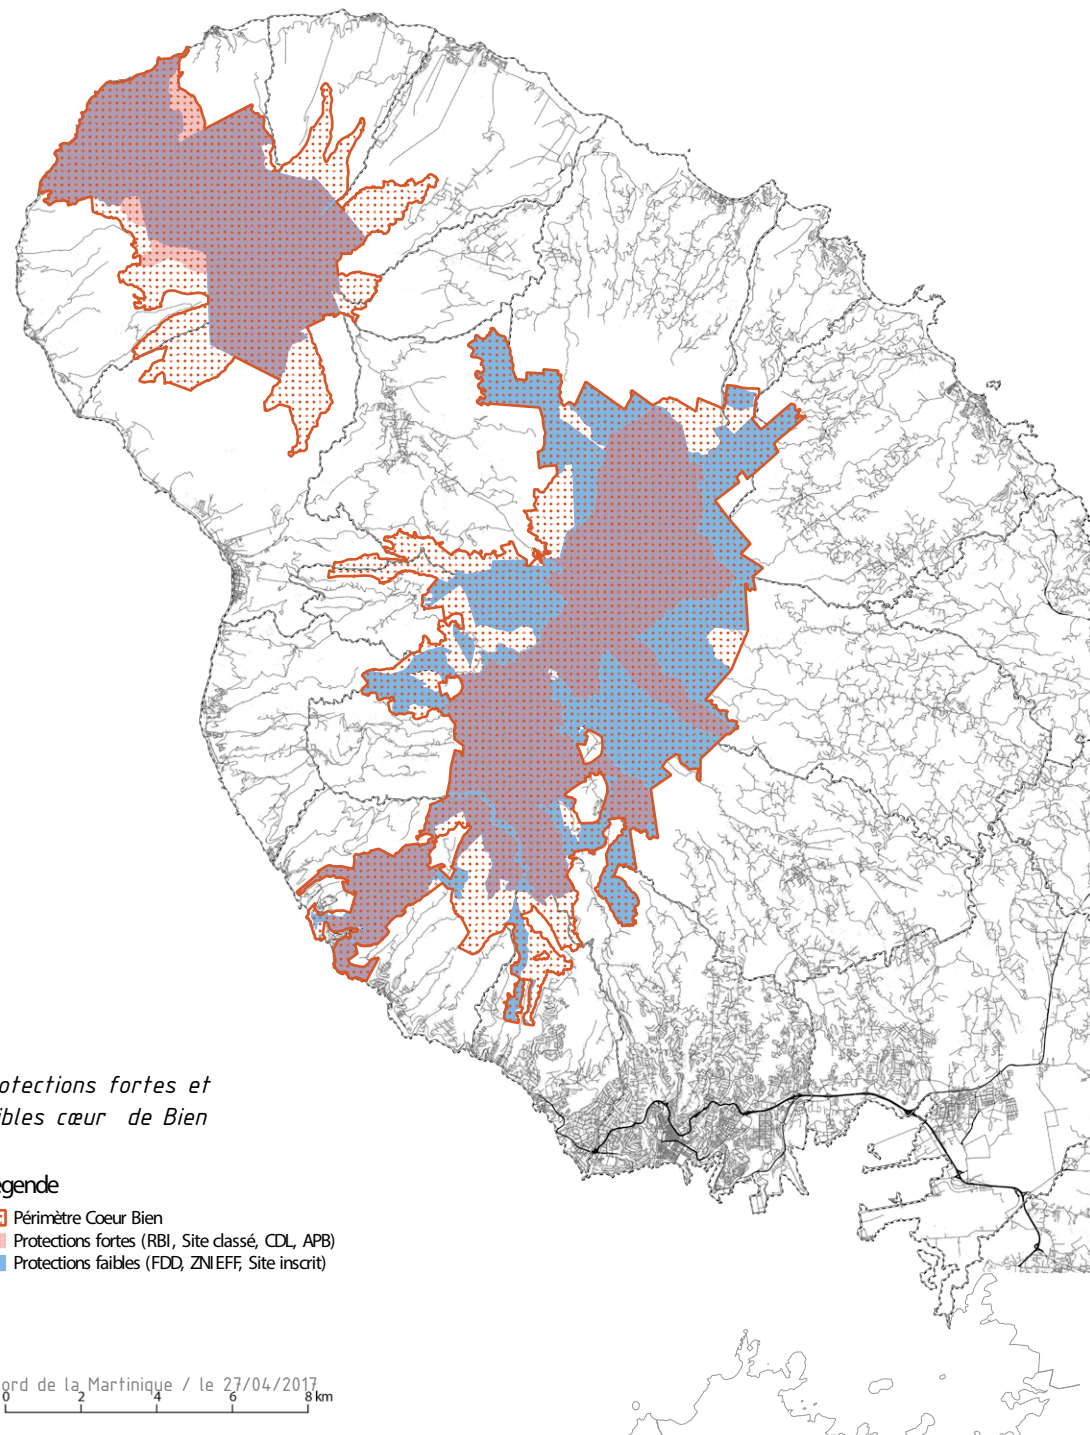 otections fortes et
ibles cœur de Bien
égende
Périmètre Coeur Bien
Protections fortes (RBI, Site classé, CDL, APB)
Protections faibles (FDD, ZNIEFF, Site inscrit)
ord de la Martinique / le 27/04/2017
0 2 4 6 8 km